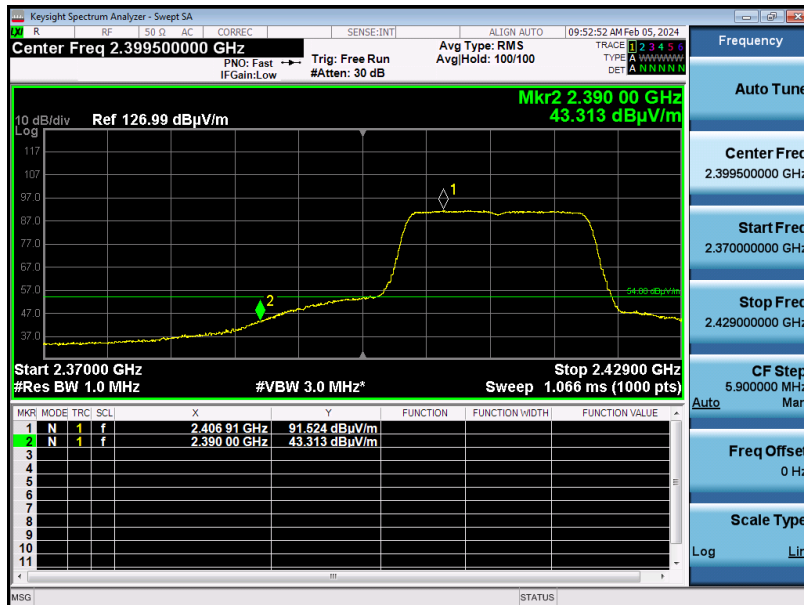 Keysight Spectrum Analyzer - Swept SA
LXI R RF 50 Ω AC CORREC SENSE:INT ALIGN AUTO 09:52:52 AM Feb 05, 2024
Center Freq 2.399500000 GHz
PNO: Fast
IFGain:Low
Trig: Free Run
#Atten: 30 dB
Avg Type: RMS
Avg|Hold: 100/100
TRACE 1 2 3 4 5 6
TYPE A WWWWW
DET A N N N N N
Mkr2 2.390 00 GHz
43.313 dBµV/m
10 dB/div Ref 126.99 dBµV/m
Log
117
107
97.0
87.0
77.0
67.0
57.0
47.0
37.0
1
2
54.00 dBµV/m
Start 2.37000 GHz Stop 2.42900 GHz
#Res BW 1.0 MHz #VBW 3.0 MHz* Sweep 1.066 ms (1000 pts)
MKR MODE TRC SCL X Y FUNCTION FUNCTION WIDTH FUNCTION VALUE
1 N 1 f 2.406 91 GHz 91.524 dBµV/m
2 N 1 f 2.390 00 GHz 43.313 dBµV/m
3
4
5
6
7
8
9
10
11
MSG STATUS
Frequency
Auto Tune
Center Freq
2.399500000 GHz
Start Freq
2.370000000 GHz
Stop Freq
2.429000000 GHz
CF Step
5.900000 MHz
Auto Man
Freq Offset
0 Hz
Scale Type
Log Lin